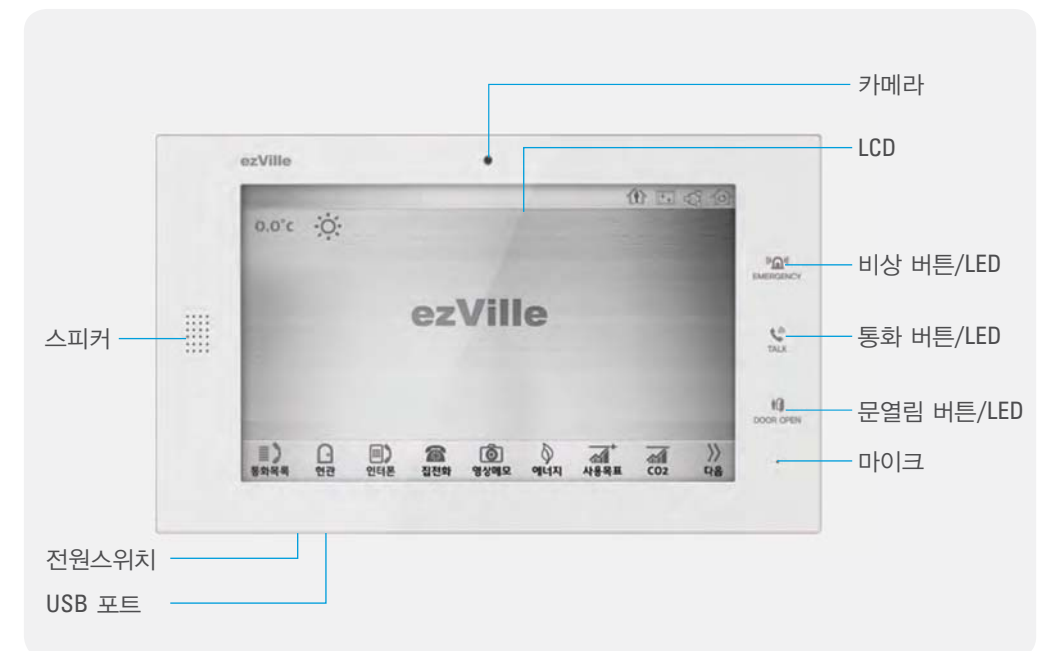 카메라
LCD
ezVille
0.0°c
ezVille
EMERGENCY
비상 버튼/LED
스피커
TALK
통화 버튼/LED
DOOR OPEN
문열림 버튼/LED
마이크
통화목록 현관 인터폰 집전화 영상메모 에너지 사용목표 CO2 다음
전원스위치
USB 포트